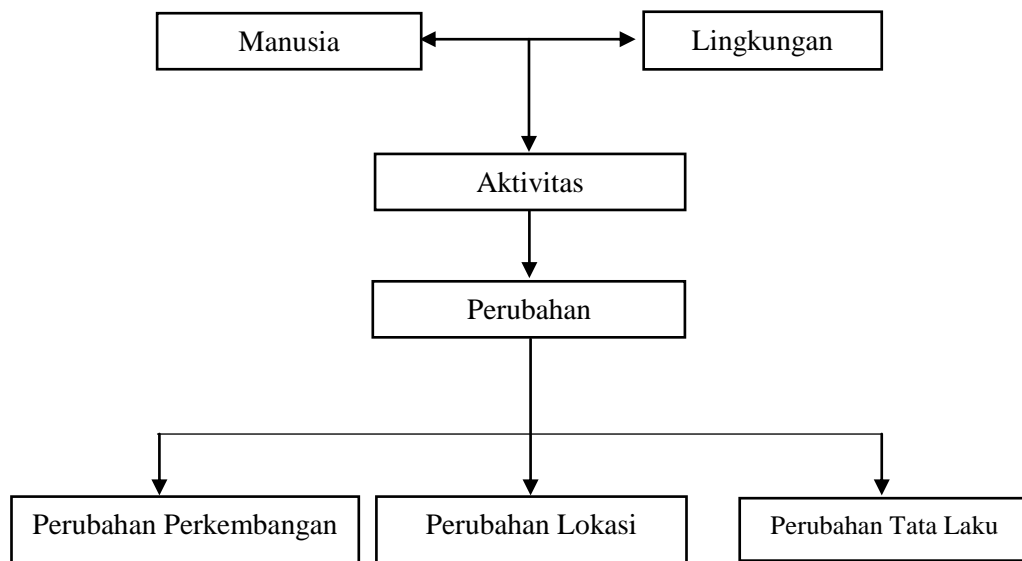 Manusia
Lingkungan
Aktivitas
Perubahan
Perubahan Perkembangan
Perubahan Lokasi
Perubahan Tata Laku